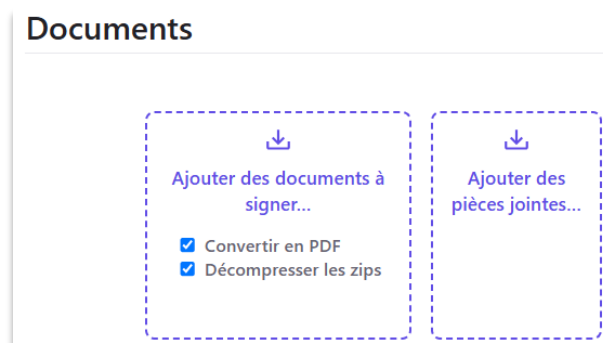 Documents
Ajouter des documents à
signer...
Convertir en PDF
Décompresser les zips
Ajouter des
pièces jointes...